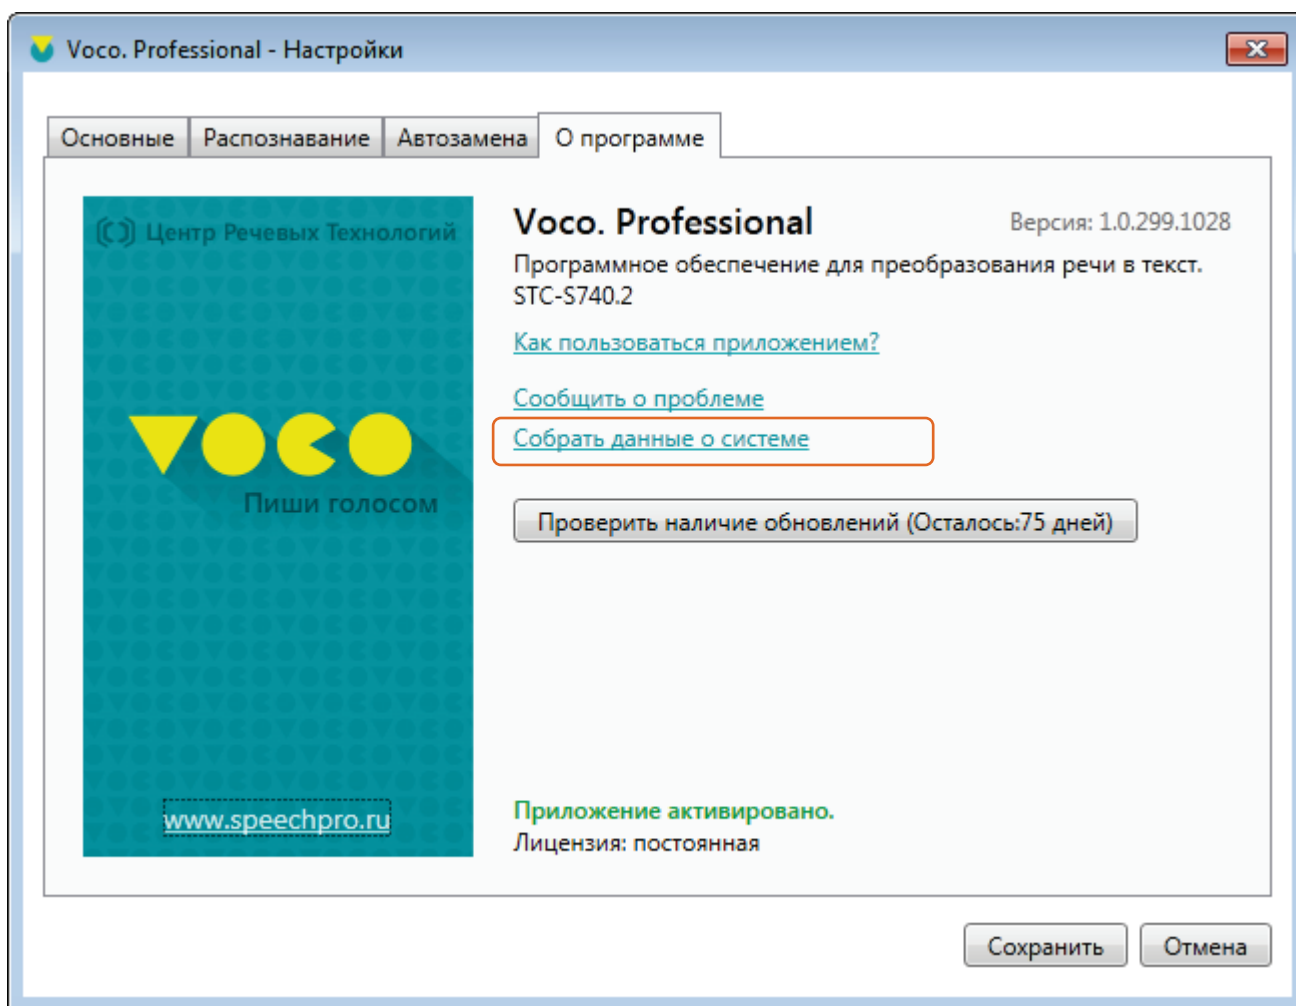 Voco. Professional - Настройки
Основные Распознавание Автозамена О программе
Центр Речевых Технологий
VOCO
Пиши голосом
www.speechpro.ru
Voco. Professional
Версия: 1.0.299.1028
Программное обеспечение для преобразования речи в текст.
STC-S740.2
Как пользоваться приложением?
Сообщить о проблеме
Собрать данные о системе
Проверить наличие обновлений (Осталось:75 дней)
Приложение активировано.
Лицензия: постоянная
Сохранить Отмена